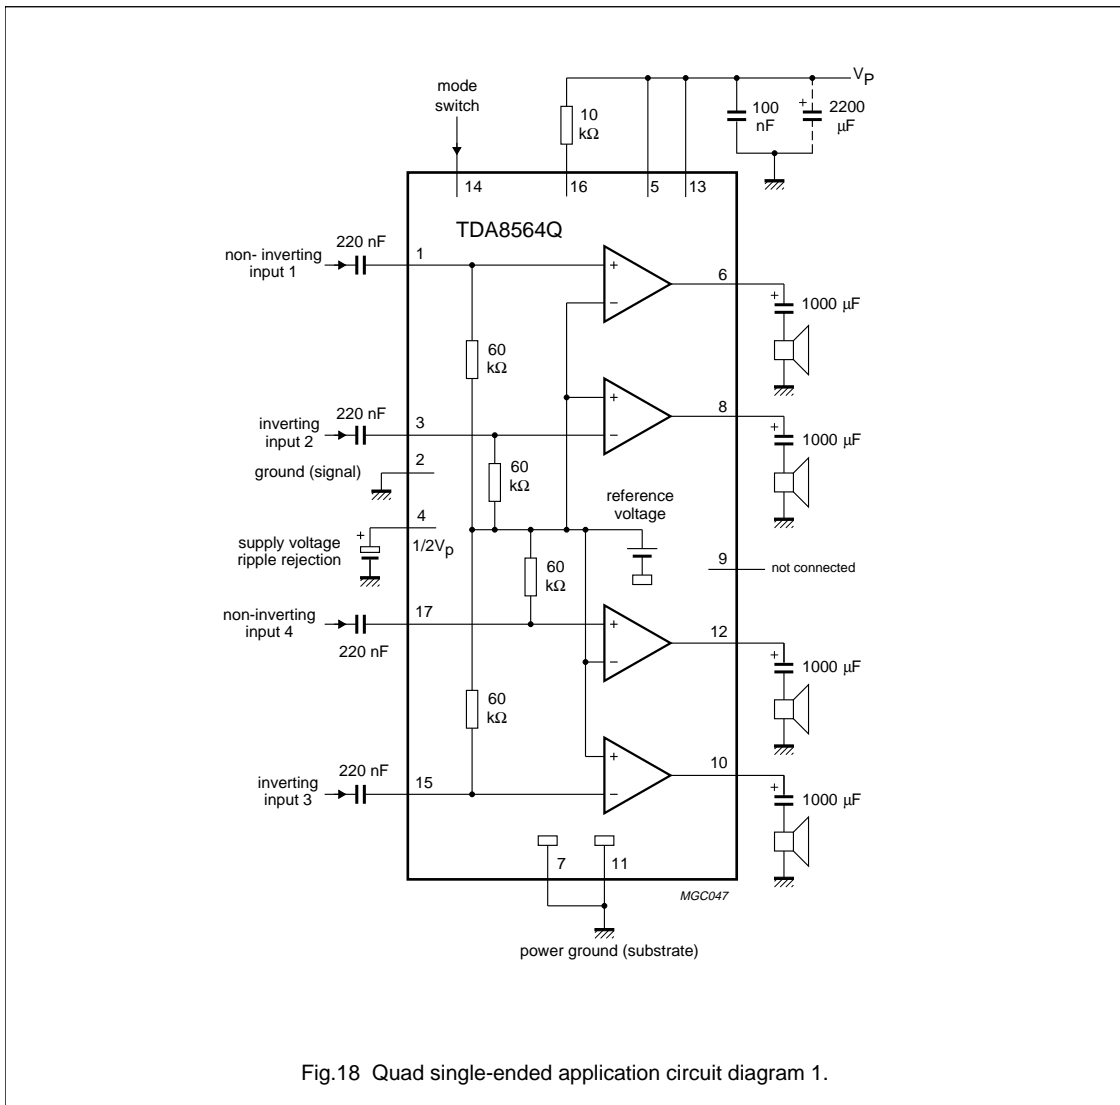 mode
switch
10
kΩ
100
nF
+
2200
μF
VP
14
16
5
13
TDA8564Q
non- inverting
input 1
220 nF
1
+
−
6
+
1000 μF
60
kΩ
inverting
input 2
220 nF
3
+
−
8
+
1000 μF
ground (signal)
2
60
kΩ
supply voltage
ripple rejection
+
4
1/2Vp
reference
voltage
9
not connected
60
kΩ
non-inverting
input 4
220 nF
17
+
−
12
+
1000 μF
60
kΩ
inverting
input 3
220 nF
15
+
−
10
+
1000 μF
7
11
MGC047
power ground (substrate)
Fig.18 Quad single-ended application circuit diagram 1.